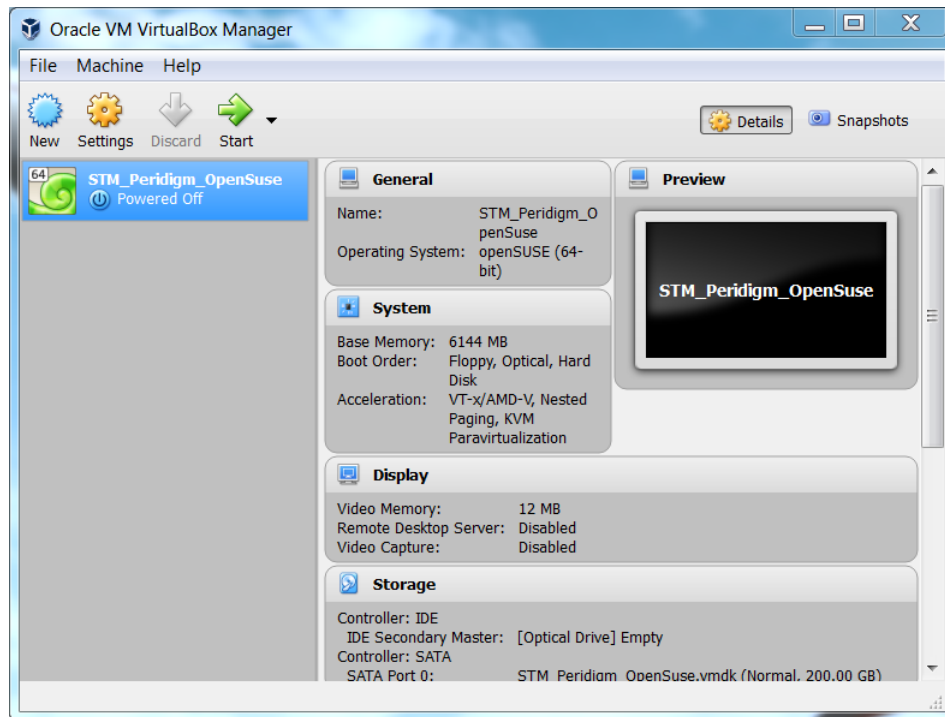 Oracle VM VirtualBox Manager
File Machine Help
New Settings Discard Start
Details Snapshots
64
STM_Peridigm_OpenSuse
Powered Off
General
Name: STM_Peridigm_O
penSuse
Operating System: openSUSE (64-
bit)
Preview
STM_Peridigm_OpenSuse
System
Base Memory: 6144 MB
Boot Order: Floppy, Optical, Hard
Disk
Acceleration: VT-x/AMD-V, Nested
Paging, KVM
Paravirtualization
Display
Video Memory: 12 MB
Remote Desktop Server: Disabled
Video Capture: Disabled
Storage
Controller: IDE
IDE Secondary Master: [Optical Drive] Empty
Controller: SATA
SATA Port 0: STM_Peridigm_OpenSuse.vmdk (Normal, 200.00 GB)